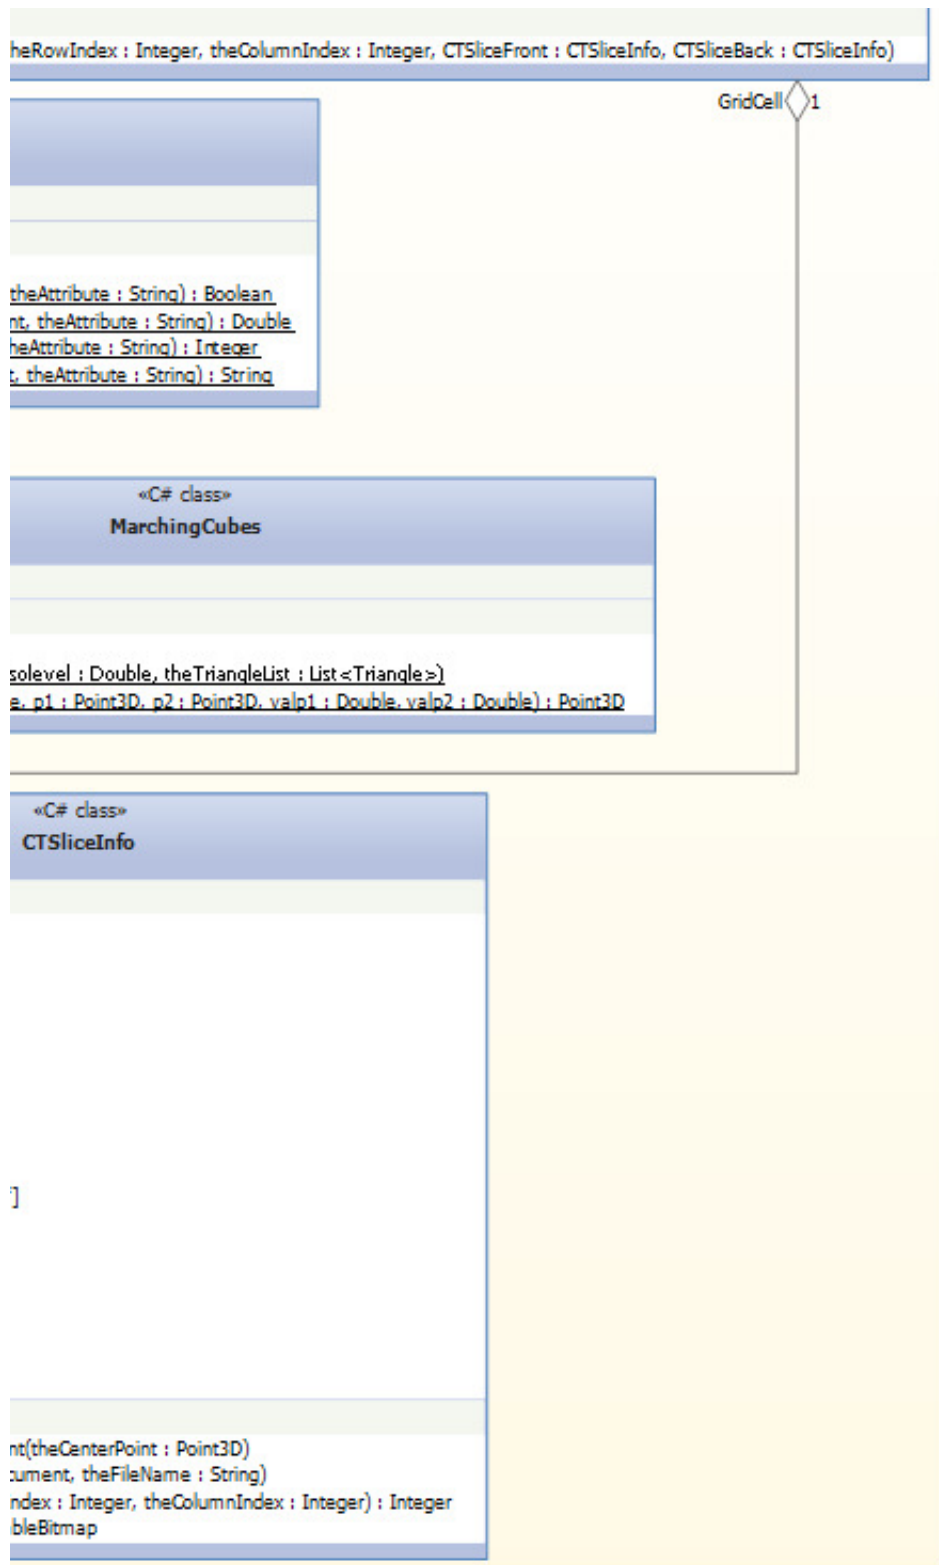 heRowIndex : Integer, theColumnIndex : Integer, CTSliceFront : CTSliceInfo, CTSliceBack : CTSliceInfo)
GridCell 1
theAttribute : String) : Boolean
nt, theAttribute : String) : Double
heAttribute : String) : Integer
t, theAttribute : String) : String
«C# class»
MarchingCubes
solevel : Double, theTriangleList : List<Triangle>)
e, p1 : Point3D, p2 : Point3D, valp1 : Double, valp2 : Double) : Point3D
«C# class»
CTSliceInfo
]
nt(theCenterPoint : Point3D)
cument, theFileName : String)
ndex : Integer, theColumnIndex : Integer) : Integer
bleBitmap